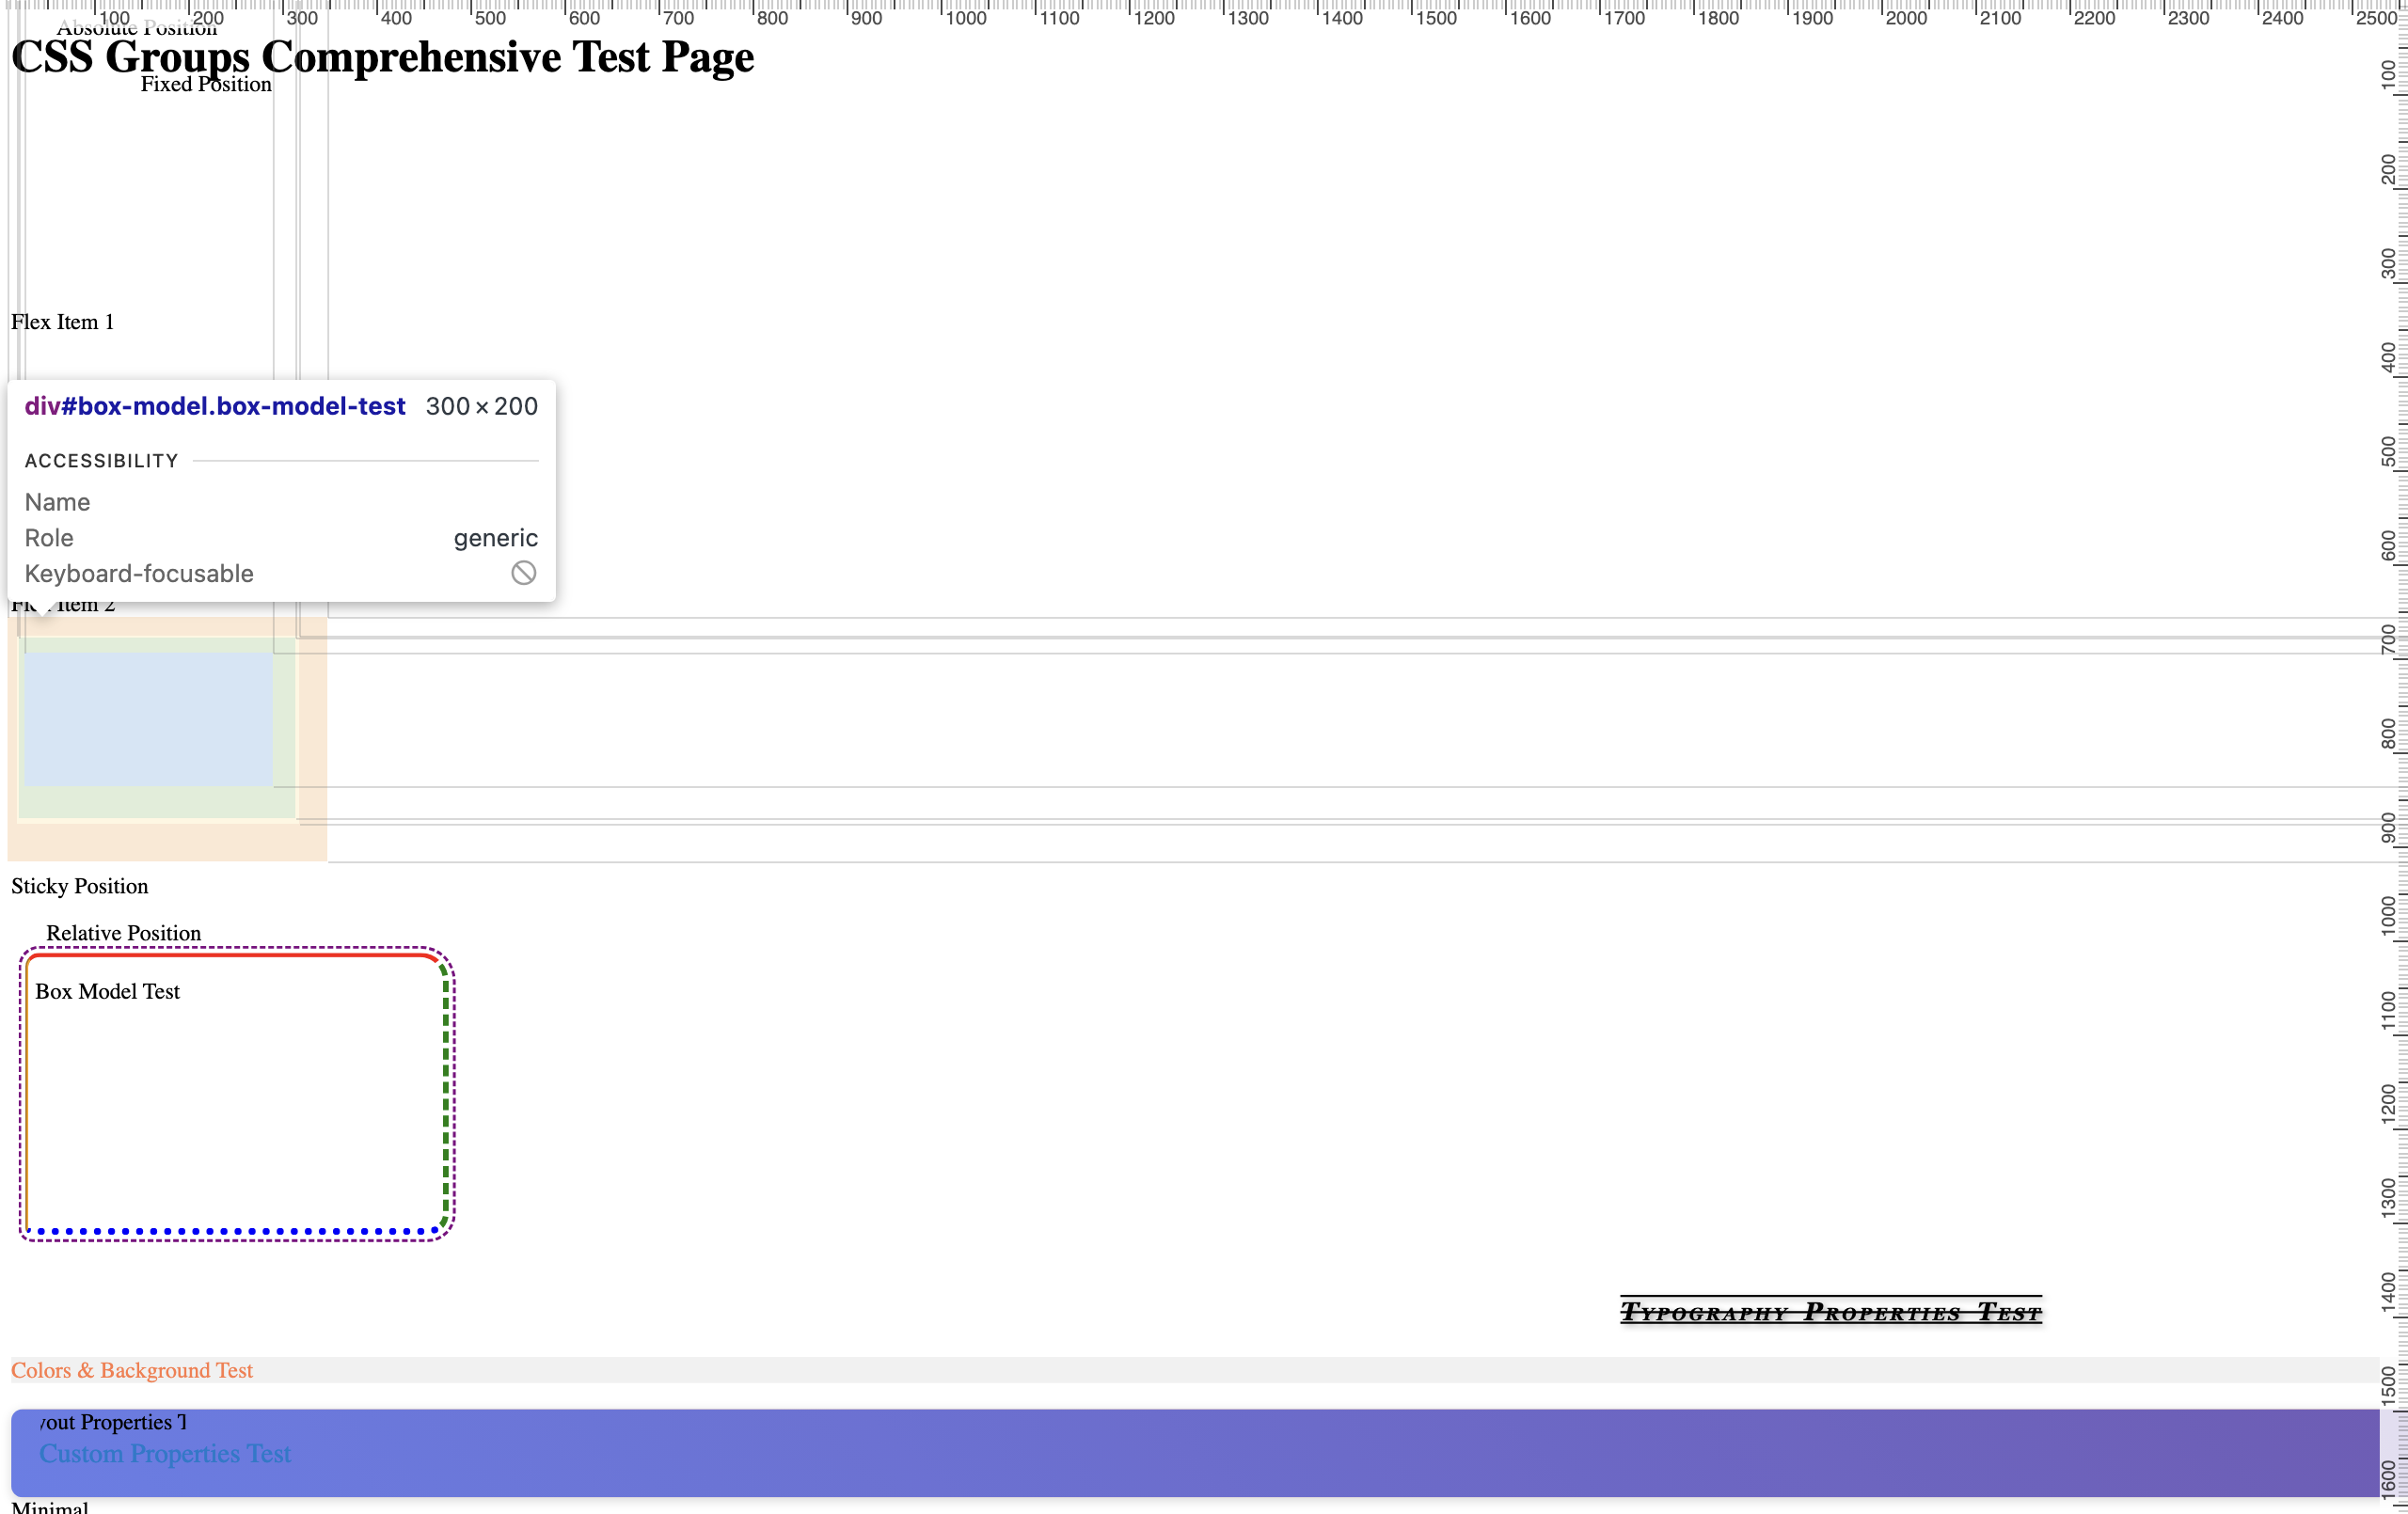 100 200 300 400 500 600 700 800 900 1000 1100 1200 1300 1400 1500 1600 1700 1800 1900 2000 2100 2200 2300 2400 2500
Absolute Position
CSS Groups Comprehensive Test Page
Fixed Position
100
200
300
Flex Item 1
400
div#box-model.box-model-test 300 × 200
500
ACCESSIBILITY
Name
Role generic
600
Keyboard-focusable
Flex Item 2
700
800
900
Sticky Position
1000
Relative Position
Box Model Test
1100
1200
1300
1400
Typography Properties Test
Colors & Background Test
1500
out Properties
Custom Properties Test
1600
Minimal